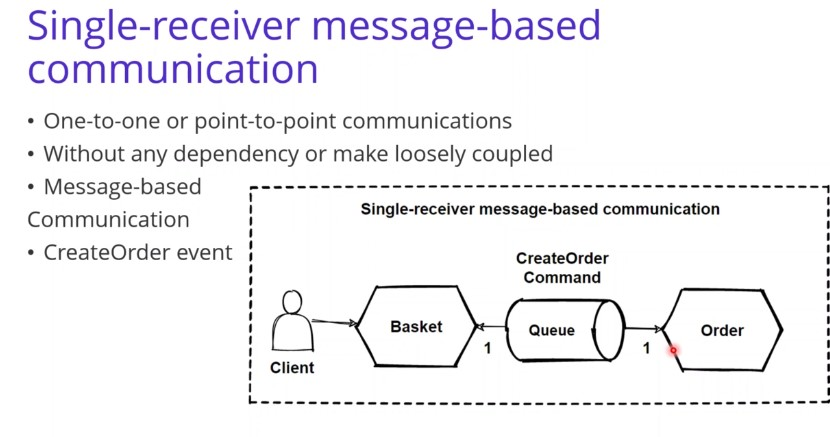 Single-receiver message-based
communication
• One-to-one or point-to-point communications
• Without any dependency or make loosely coupled
• Message-based
Communication
• CreateOrder event
Single-receiver message-based communication
CreateOrder
Command
Basket
Queue
Order
1
1
Client